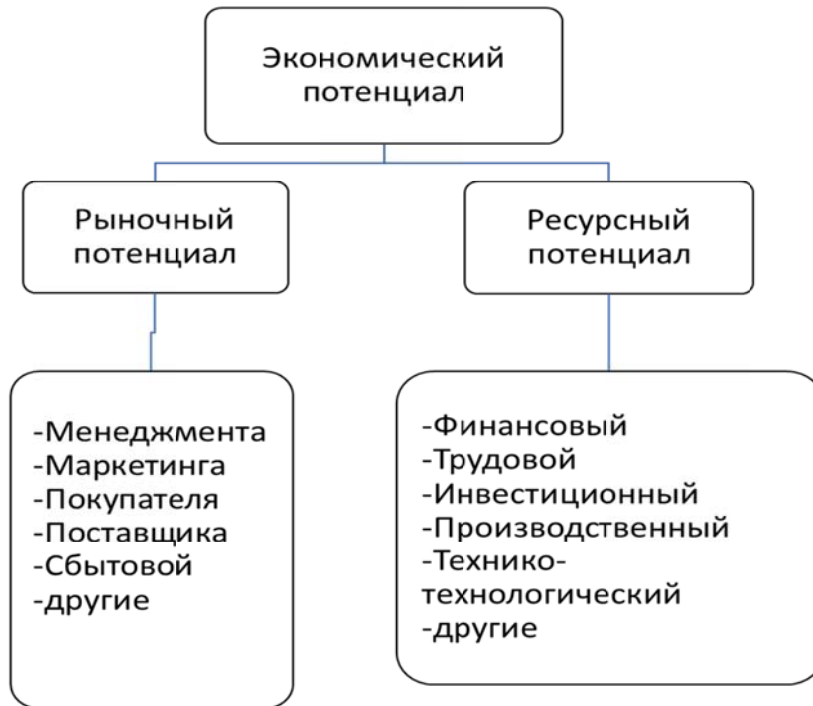 Экономический
потенциал
Рыночный
потенциал
Ресурсный
потенциал
-Менеджмента
-Маркетинга
-Покупателя
-Поставщика
-Сбытовой
-другие
-Финансовый
-Трудовой
-Инвестиционный
-Производственный
-Технико-
технологический
-другие